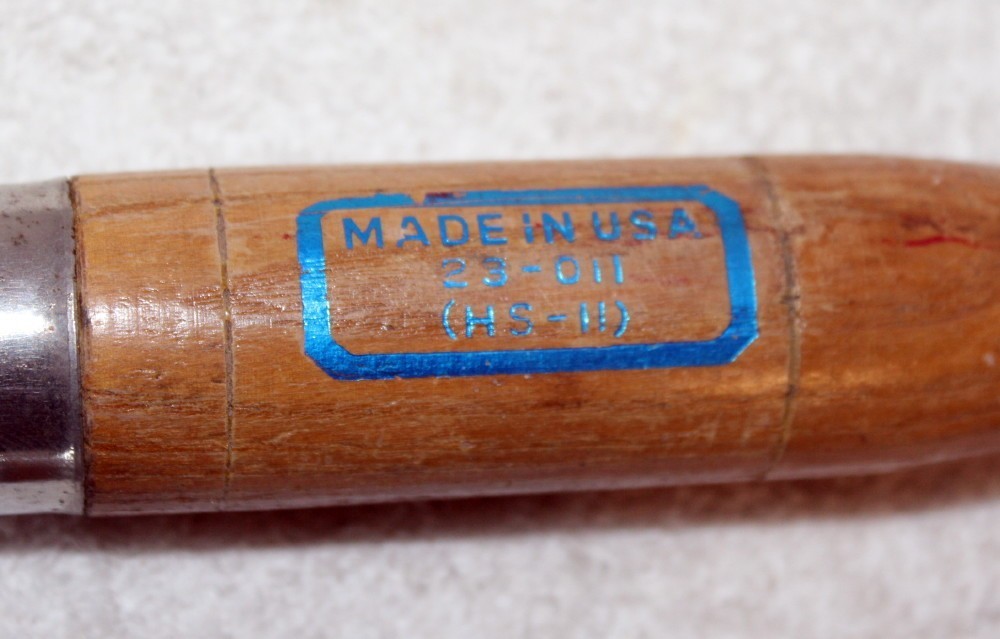 MADE IN USA
23-011
(HS-11)